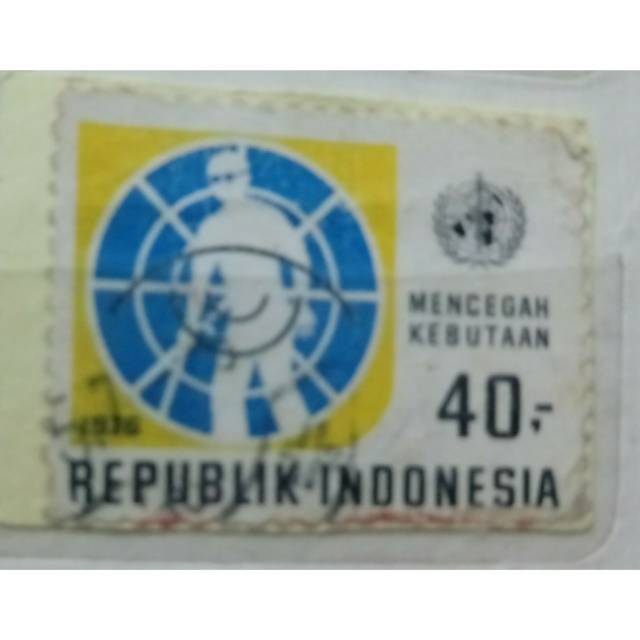 MENCEGAH
KEBUTAAN
40,-
1976
REPUBLIK·INDONESIA